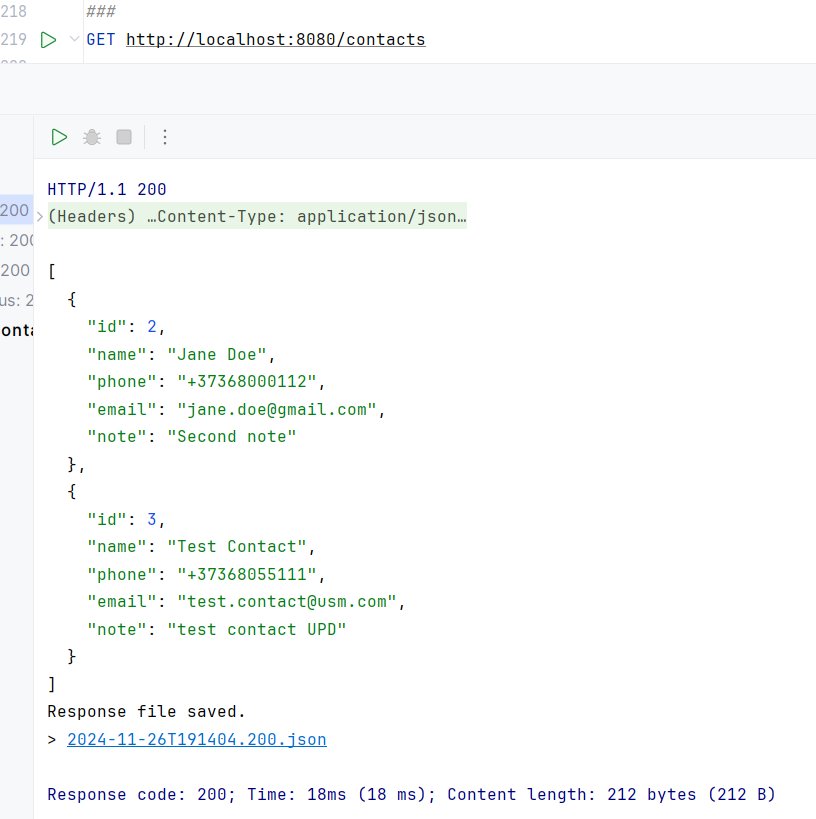 218 ###
219 GET http://localhost:8080/contacts
HTTP/1.1 200
200
(Headers) …Content-Type: application/json…
: 200
[
200
{
us: 2
"id": 2,
onta
"name": "Jane Doe",
"phone": "+37368000112",
"email": "jane.doe@gmail.com",
"note": "Second note"
},
{
"id": 3,
"name": "Test Contact",
"phone": "+37368055111",
"email": "test.contact@usm.com",
"note": "test contact UPD"
}
]
Response file saved.
> 2024-11-26T191404.200.json
Response code: 200; Time: 18ms (18 ms); Content length: 212 bytes (212 B)